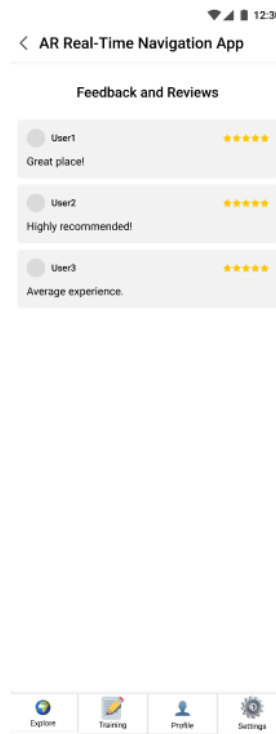 12:30
AR Real-Time Navigation App
Feedback and Reviews
User1
Great place!
User2
Highly recommended!
User3
Average experience.
Explore Training Profile Settings